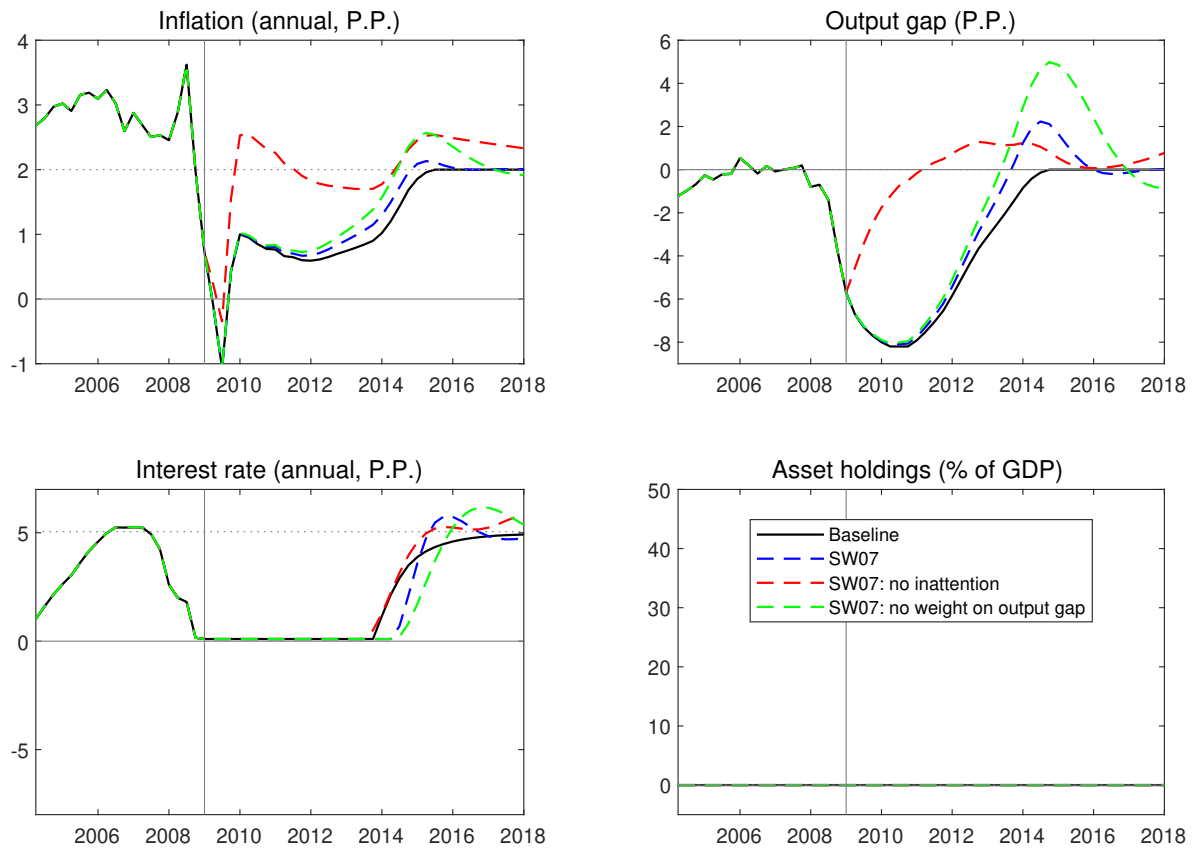 Inflation (annual, P.P.)
4
3
2
1
0
-1
2006 2008 2010 2012 2014 2016 2018
Output gap (P.P.)
6
4
2
0
-2
-4
-6
-8
2006 2008 2010 2012 2014 2016 2018
Interest rate (annual, P.P.)
5
0
-5
2006 2008 2010 2012 2014 2016 2018
Asset holdings (% of GDP)
50
40
30
20
10
0
Baseline
SW07
SW07: no inattention
SW07: no weight on output gap
2006 2008 2010 2012 2014 2016 2018